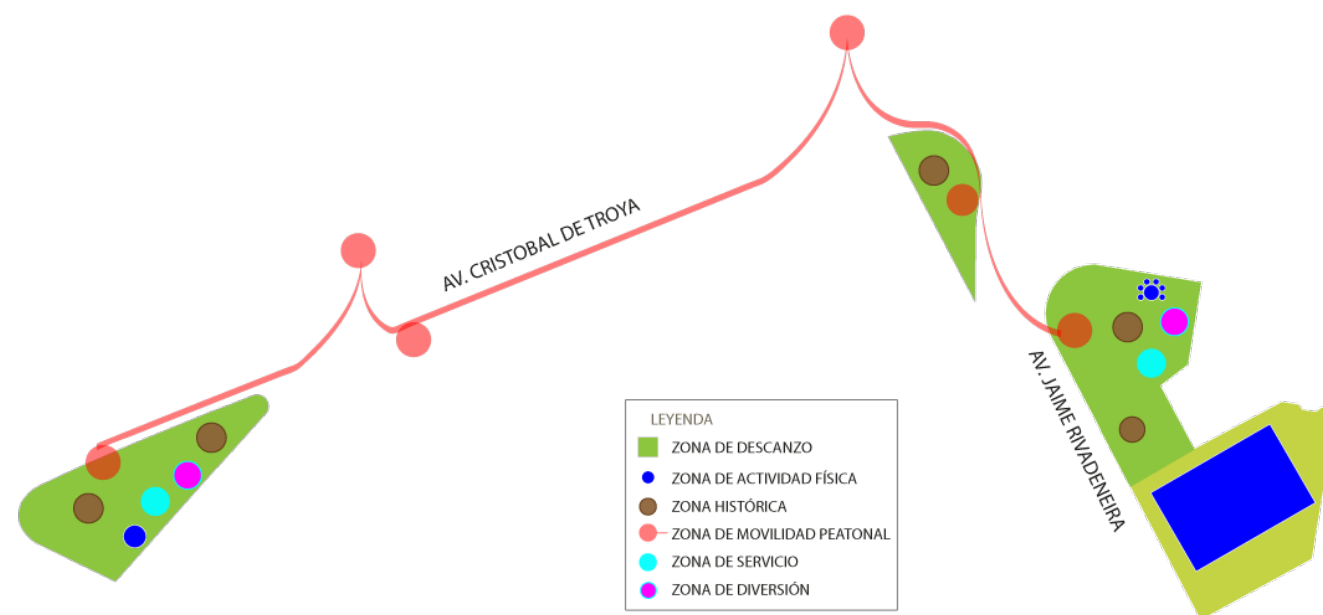 AV. CRISTOBAL DE TROYA
AV. JAIME RIVADENEIRA
LEYENDA
ZONA DE DESCANZO
ZONA DE ACTIVIDAD FÍSICA
ZONA HISTÓRICA
ZONA DE MOVILIDAD PEATONAL
ZONA DE SERVICIO
ZONA DE DIVERSIÓN